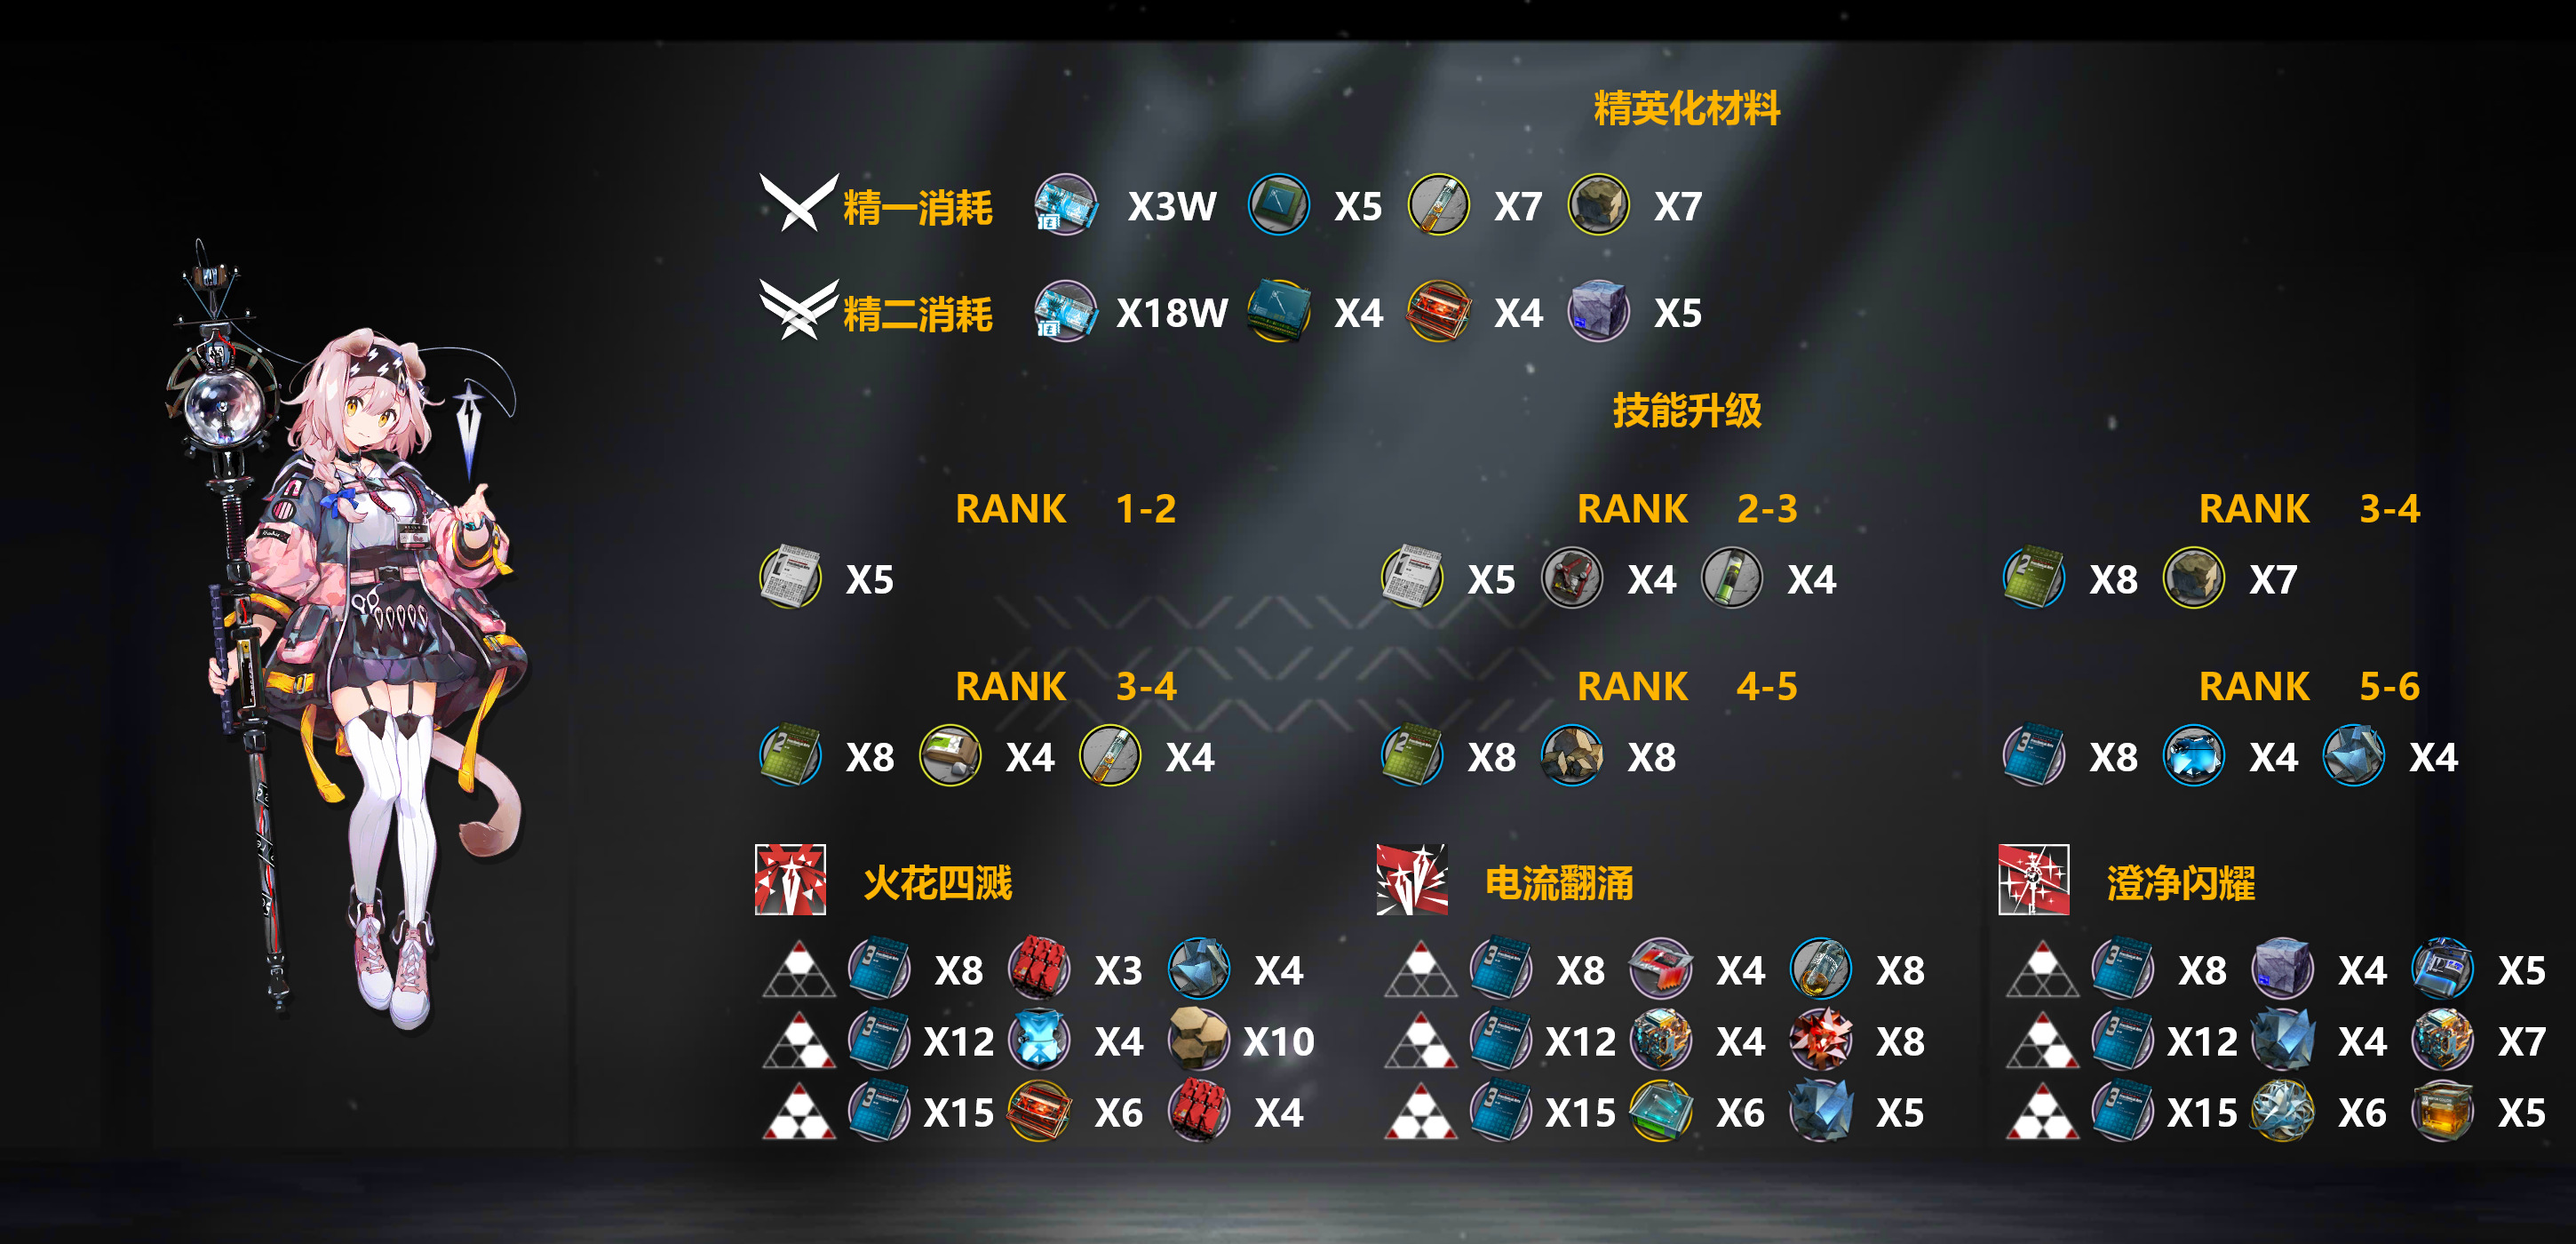 精英化材料
精一消耗 X3W X5 X7 X7
精二消耗 X18W X4 X4 X5
技能升级
RANK 1-2 RANK 2-3 RANK 3-4
X5 X5 X4 X4 X8 X7
RANK 3-4 RANK 4-5 RANK 5-6
X8 X4 X4 X8 X8 X8 X4 X4
火花四溅 电流翻涌 澄净闪耀
X8 X3 X4 X8 X4 X8 X8 X4 X5
X12 X4 X10 X12 X4 X8 X12 X4 X7
X15 X6 X4 X15 X6 X5 X15 X6 X5